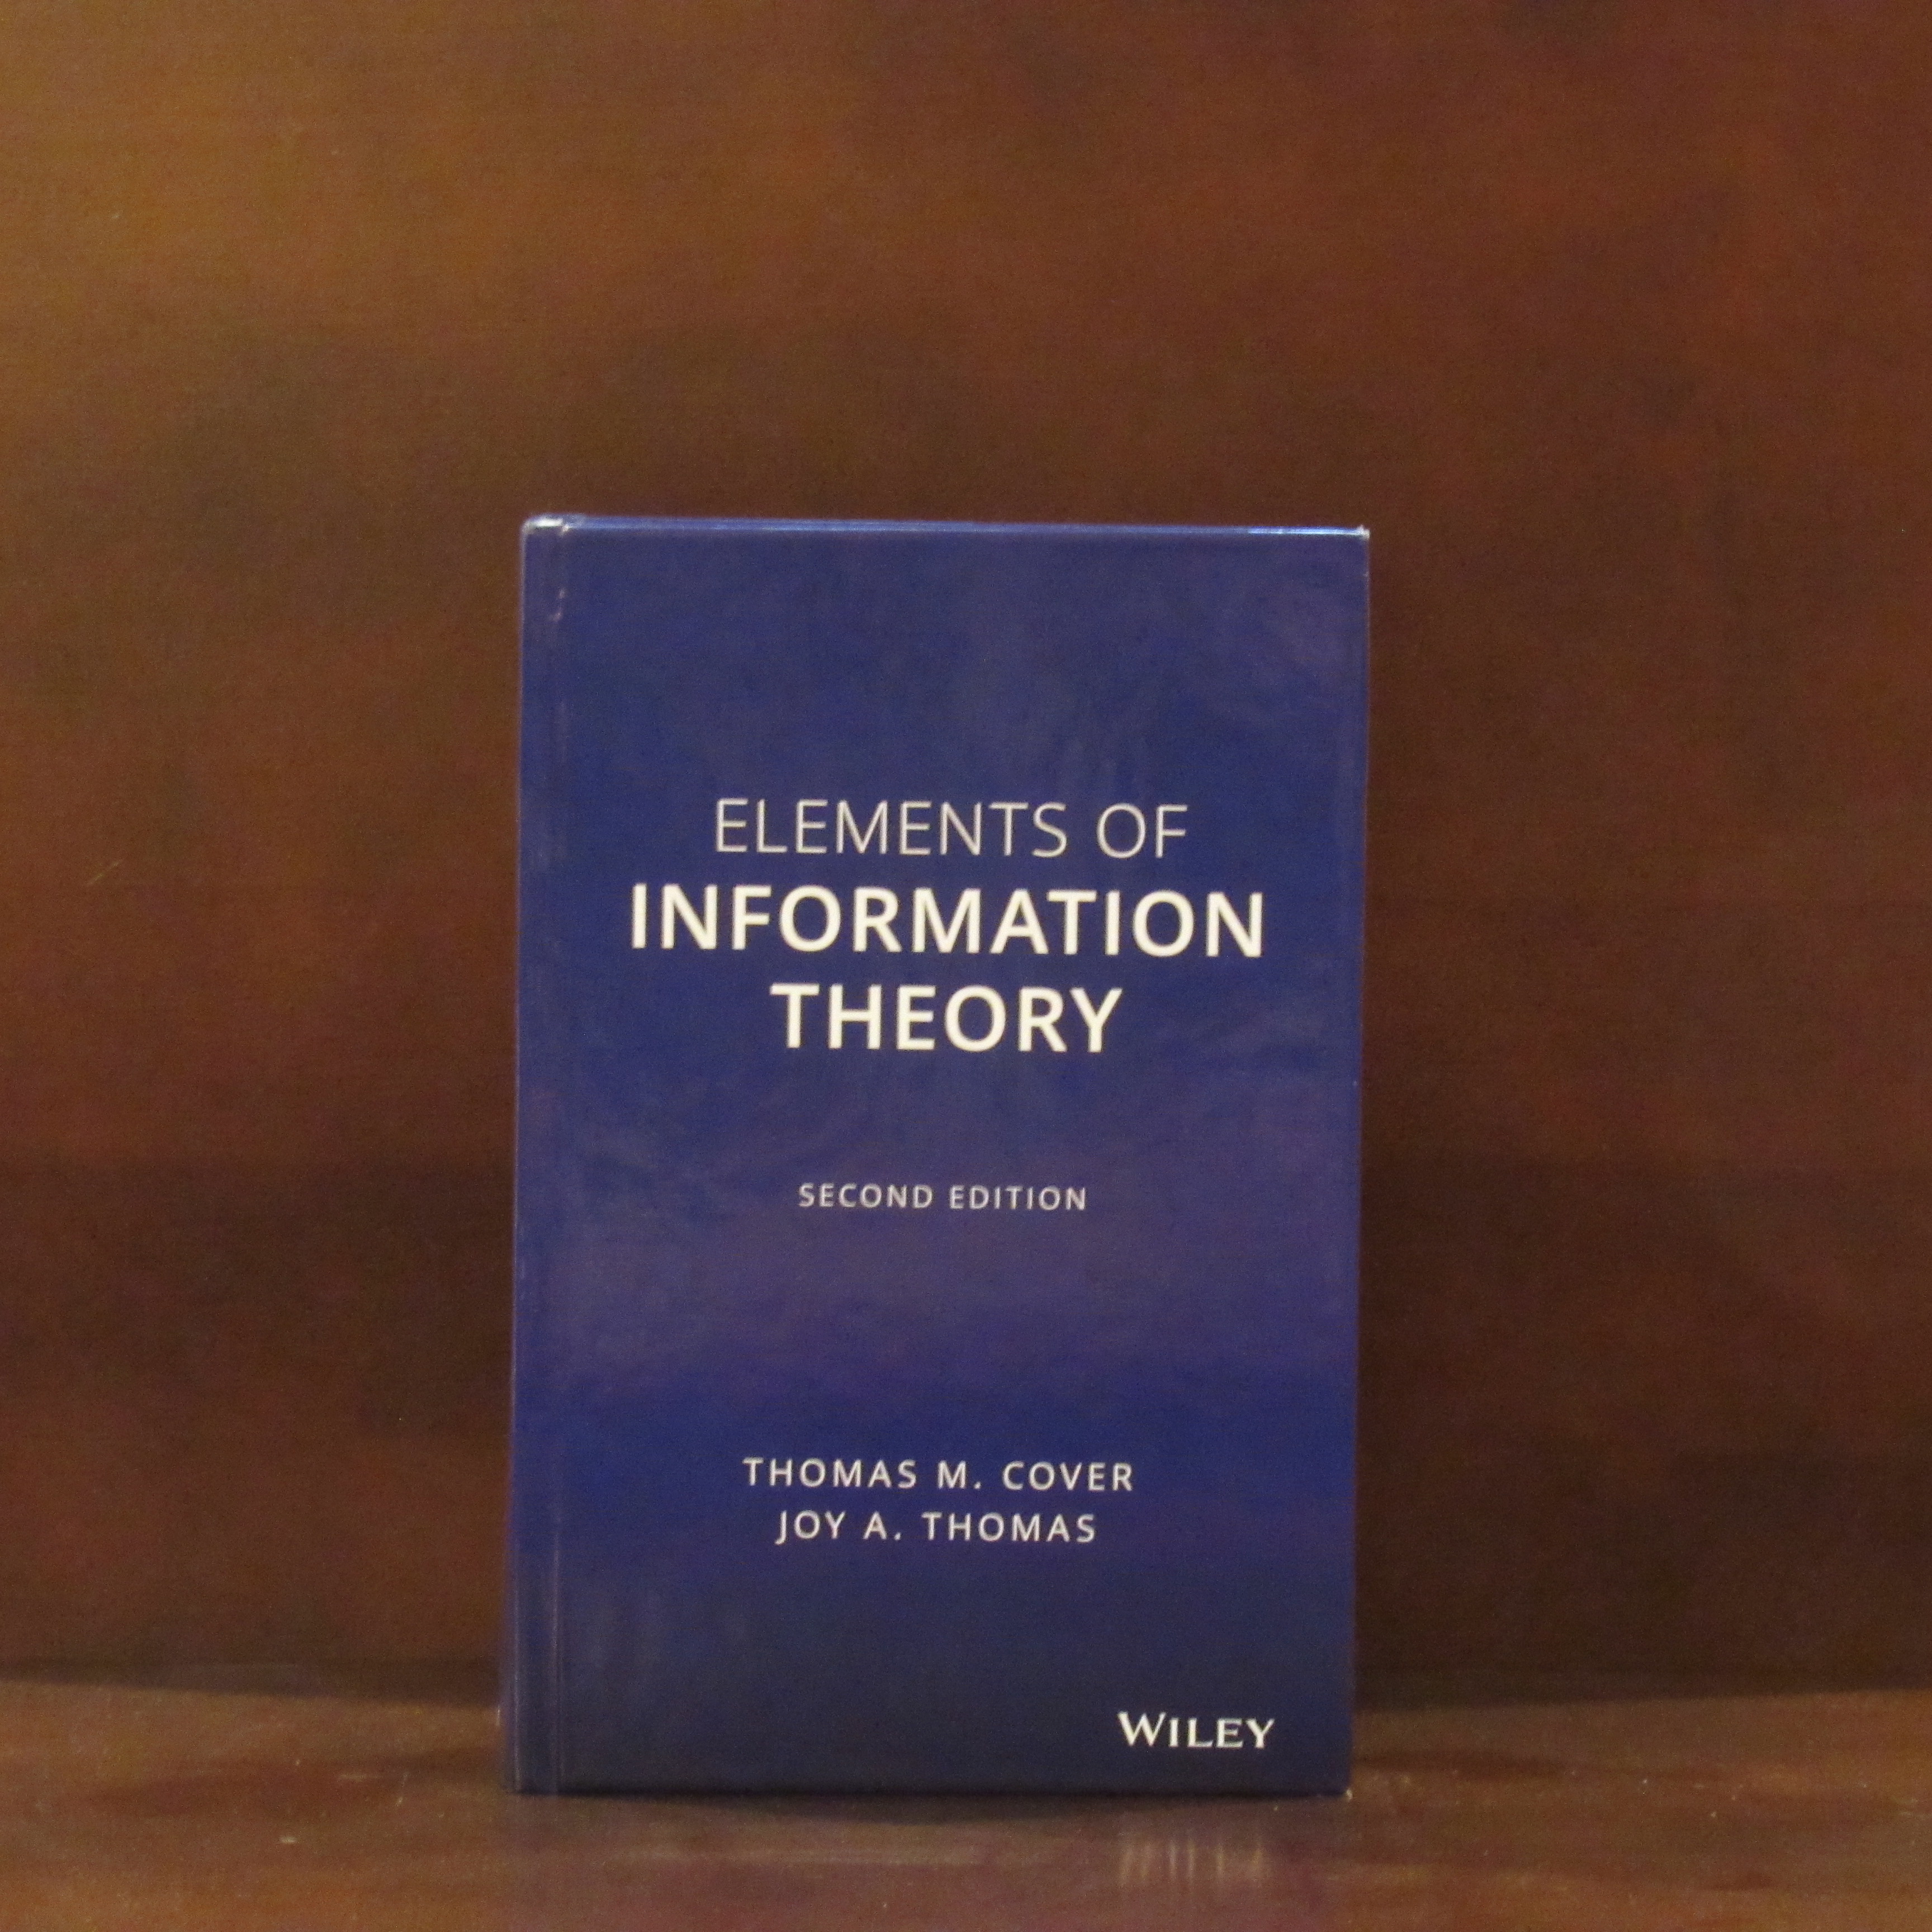 ELEMENTS OF
INFORMATION
THEORY
SECOND EDITION
THOMAS M. COVER
JOY A. THOMAS
WILEY